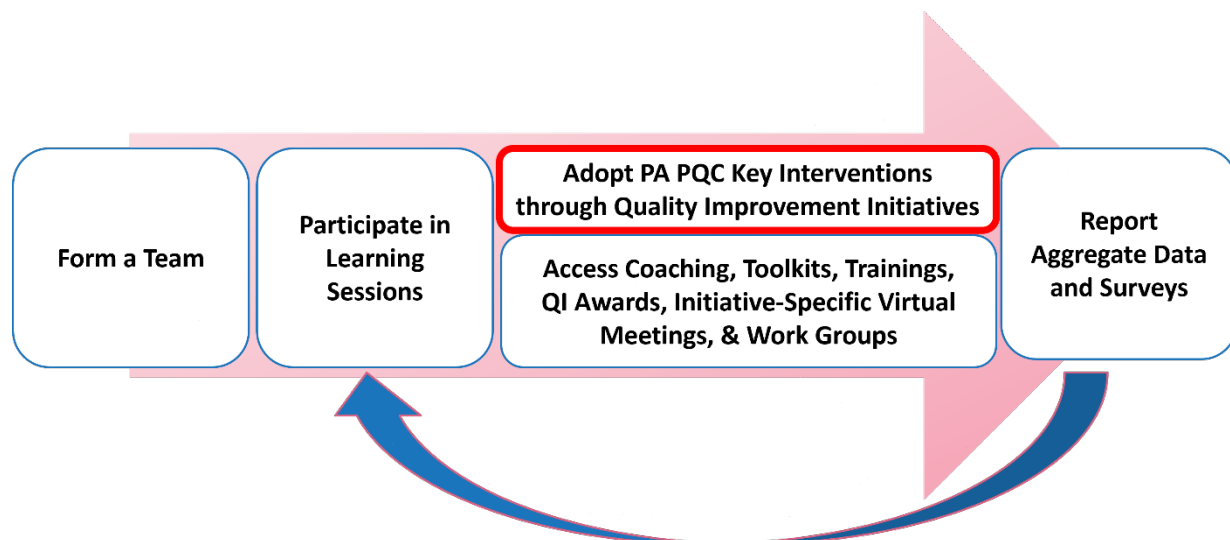 Form a Team
Participate in
Learning
Sessions
Adopt PA PQC Key Interventions
through Quality Improvement Initiatives
Access Coaching, Toolkits, Trainings,
QI Awards, Initiative-Specific Virtual
Meetings, & Work Groups
Report
Aggregate Data
and Surveys